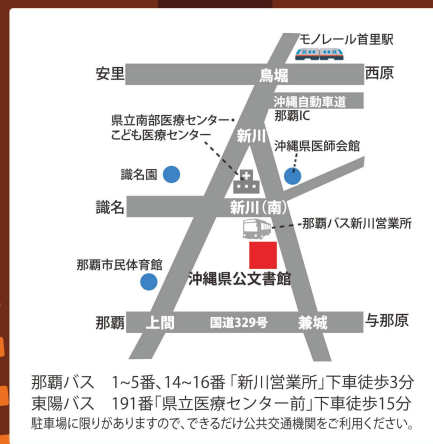 モノレール首里駅
安里
鳥堀
西原
沖縄自動車道
那覇IC
県立南部医療センター・
こども医療センター
新川
沖縄県医師会館
識名園
識名
新川(南)
那覇バス新川営業所
那覇市民体育館
沖縄県公文書館
那覇
上間
国道329号
兼城
与那原
那覇バス 1~5番、14~16番「新川営業所」下車徒歩3分
東陽バス 191番「県立医療センター前」下車徒歩15分
駐車場に限りがありますので、できるだけ公共交通機関をご利用ください。